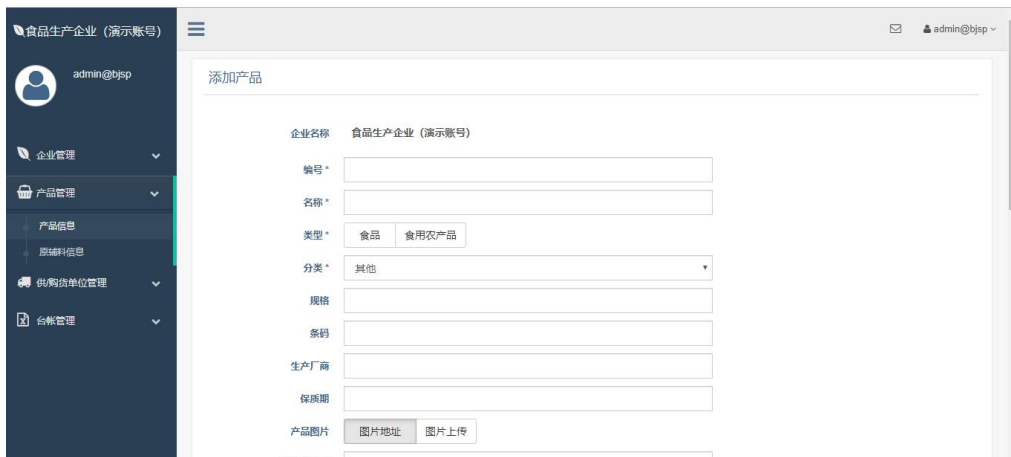 食品生产企业（演示账号）
admin@bjsp
admin@bjsp
企业管理
产品管理
产品信息
原辅料信息
供/购货单位管理
台帐管理
添加产品
企业名称 食品生产企业（演示账号）
编号 *
名称 *
类型 * 食品 食用农产品
分类 * 其他
规格
条码
生产厂商
保质期
产品图片 图片地址 图片上传